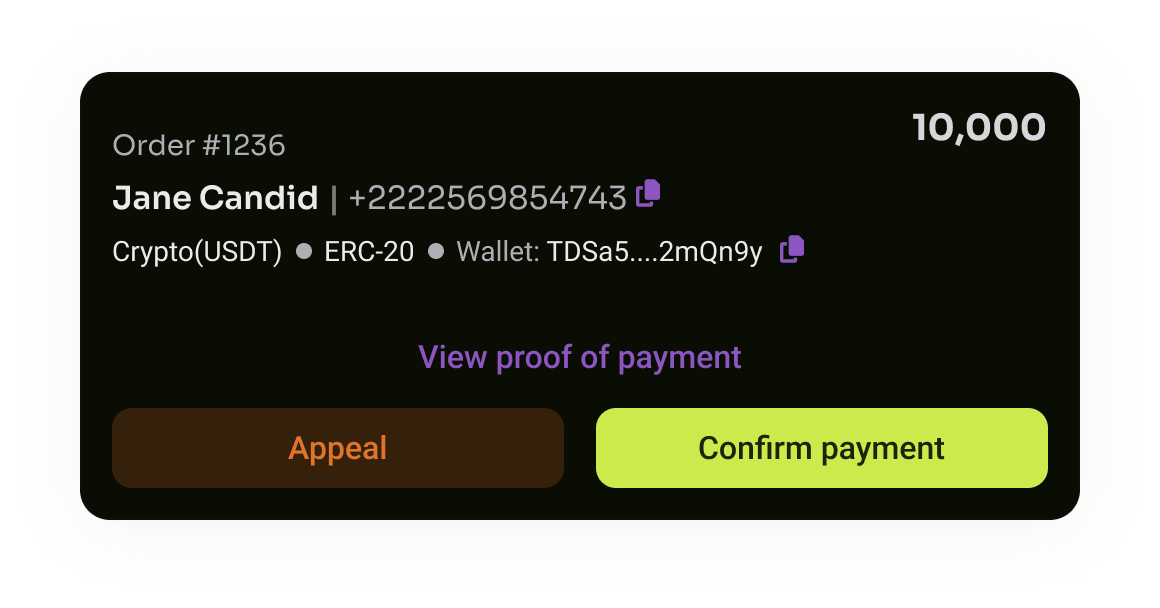 10,000
Order #1236
Jane Candid | +2222569854743
Crypto(USDT) ● ERC-20 ● Wallet: TDSa5....2mQn9y
View proof of payment
Appeal
Confirm payment